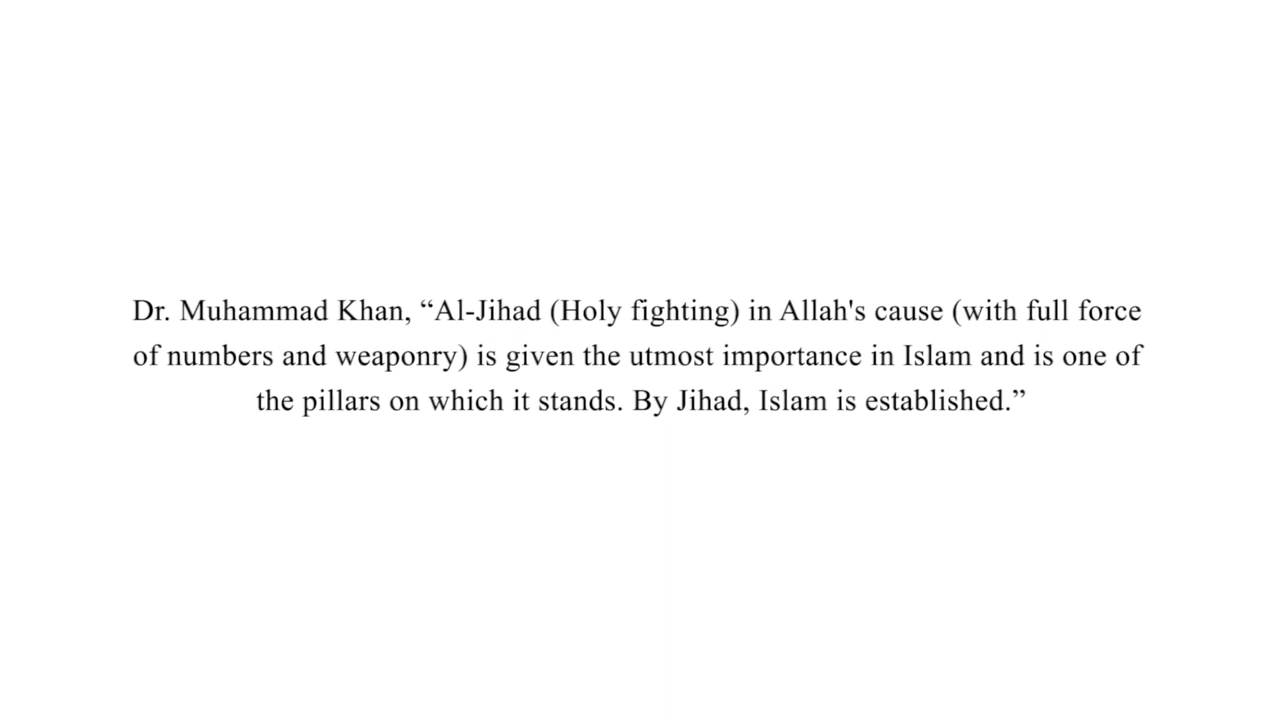 Dr. Muhammad Khan, “Al-Jihad (Holy fighting) in Allah's cause (with full force
of numbers and weaponry) is given the utmost importance in Islam and is one of
the pillars on which it stands. By Jihad, Islam is established.”